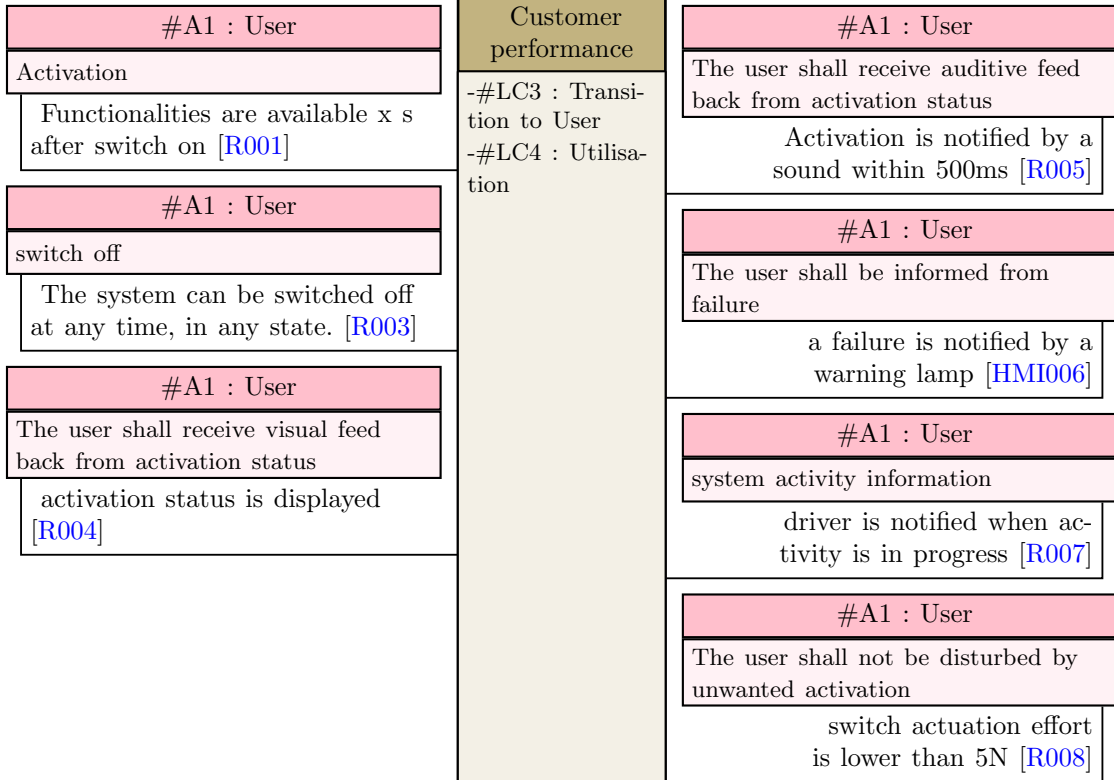 #A1 : User
Activation
Functionalities are available x s
after switch on [R001]
#A1 : User
switch off
The system can be switched off
at any time, in any state. [R003]
#A1 : User
The user shall receive visual feed
back from activation status
activation status is displayed
[R004]
Customer
performance
-#LC3 : Transi-
tion to User
-#LC4 : Utilisa-
tion
#A1 : User
The user shall receive auditive feed
back from activation status
Activation is notified by a
sound within 500ms [R005]
#A1 : User
The user shall be informed from
failure
a failure is notified by a
warning lamp [HMI006]
#A1 : User
system activity information
driver is notified when ac-
tivity is in progress [R007]
#A1 : User
The user shall not be disturbed by
unwanted activation
switch actuation effort
is lower than 5N [R008]